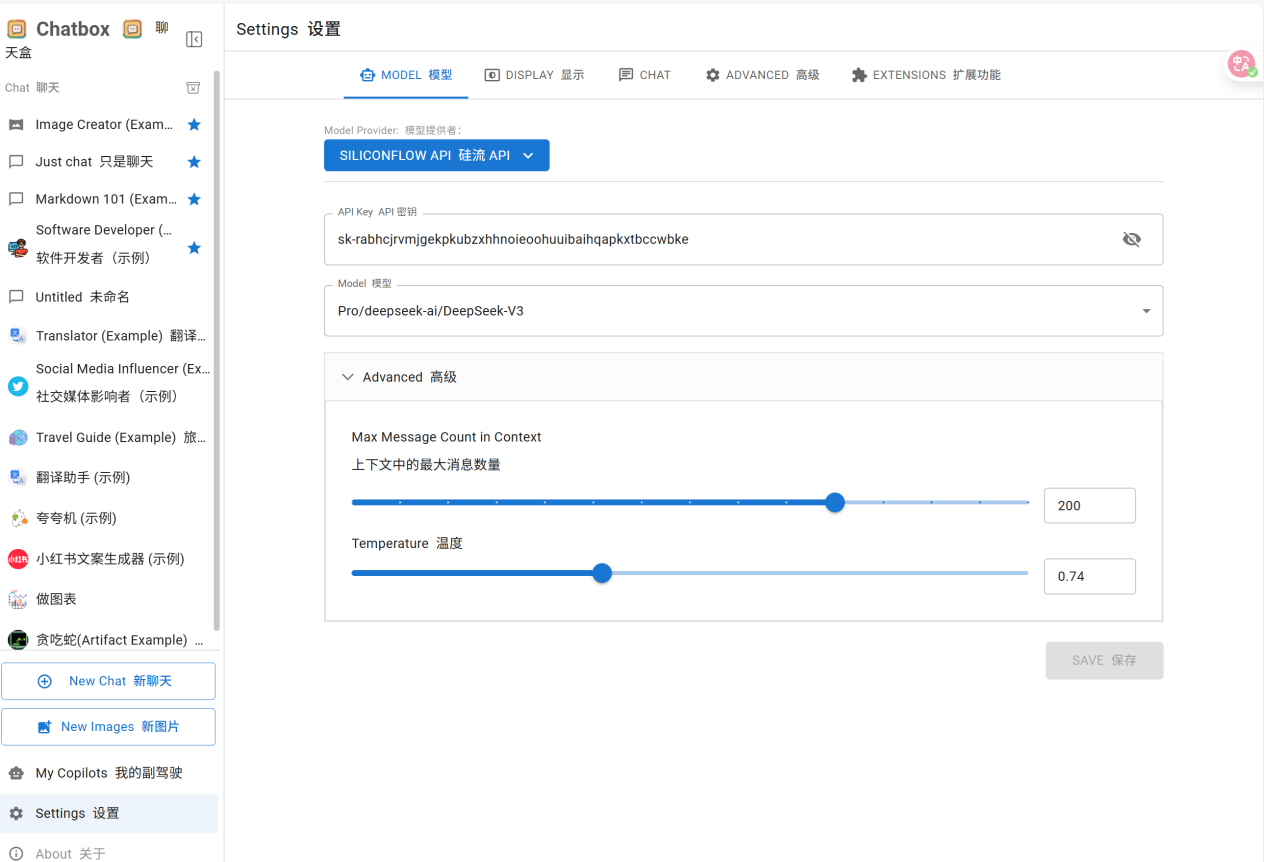 Chatbox 聊
天盒
Chat 聊天
Image Creator (Exam…
Just chat 只是聊天
Markdown 101 (Exam…
Software Developer (…
软件开发者（示例）
Untitled 未命名
Translator (Example) 翻译…
Social Media Influencer (Ex…
社交媒体影响者（示例）
Travel Guide (Example) 旅…
翻译助手 (示例)
夸夸机 (示例)
小红书
小红书文案生成器 (示例)
做图表
贪吃蛇(Artifact Example) …
New Chat 新聊天
New Images 新图片
My Copilots 我的副驾驶
Settings 设置
About 关于
Settings 设置
MODEL 模型
DISPLAY 显示
CHAT
ADVANCED 高级
EXTENSIONS 扩展功能
Model Provider: 模型提供者：
SILICONFLOW API 硅流 API
API Key API 密钥
sk-rabhcjrvmjgekpkubzxhhnoieoohuuibaihqapkxtbccwbke
Model 模型
Pro/deepseek-ai/DeepSeek-V3
Advanced 高级
Max Message Count in Context
上下文中的最大消息数量
200
Temperature 温度
0.74
SAVE 保存